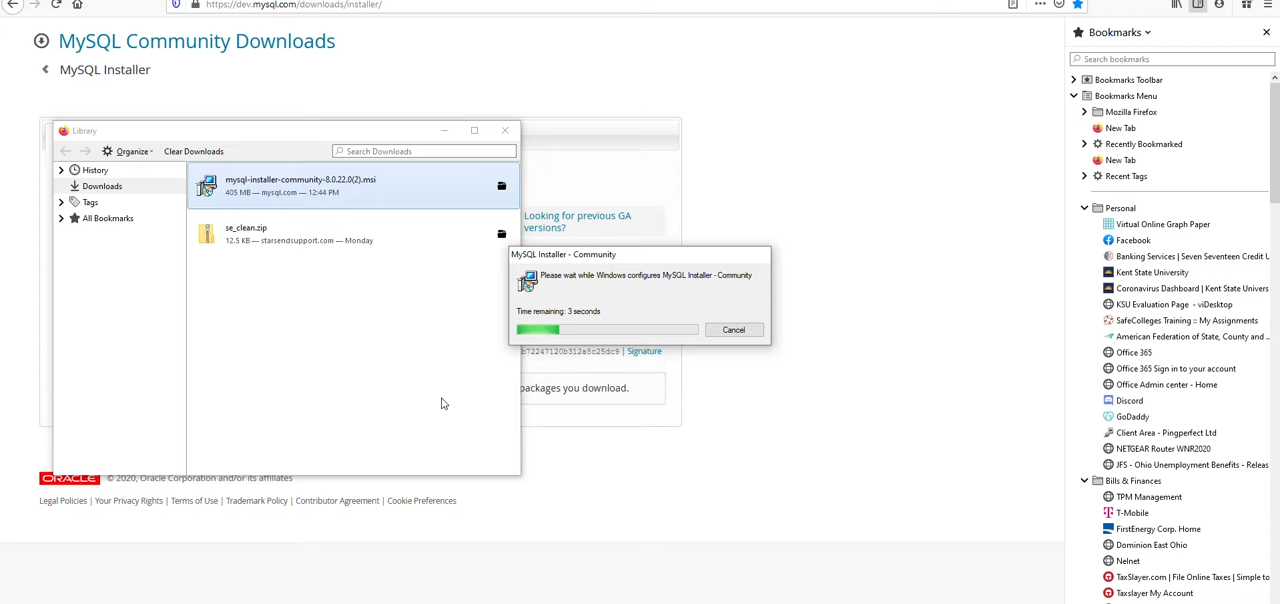 https://dev.mysql.com/downloads/installer/
MySQL Community Downloads
MySQL Installer
Library
Organize
Clear Downloads
Search Downloads
History
Downloads
Tags
All Bookmarks
mysql-installer-community-8.0.22.0(2).msi
405 MB — mysql.com — 12:44 PM
se_clean.zip
12.5 KB — starsendsupport.com — Monday
Looking for previous GA
versions?
MySQL Installer - Community
Please wait while Windows configures MySQL Installer - Community
Time remaining: 3 seconds
Cancel
b72247120b312a8c25dc9 | Signature
packages you download.
ORACLE © 2020, Oracle Corporation and/or its affiliates
Legal Policies | Your Privacy Rights | Terms of Use | Trademark Policy | Contributor Agreement | Cookie Preferences
Bookmarks
Search bookmarks
Bookmarks Toolbar
Bookmarks Menu
Mozilla Firefox
New Tab
Recently Bookmarked
New Tab
Recent Tags
Personal
Virtual Online Graph Paper
Facebook
Banking Services | Seven Seventeen Credit U
Kent State University
Coronavirus Dashboard | Kent State Univers
KSU Evaluation Page - viDesktop
SafeColleges Training :: My Assignments
American Federation of State, County and ...
Office 365
Office 365 Sign in to your account
Office Admin center - Home
Discord
GoDaddy
Client Area - Pingperfect Ltd
NETGEAR Router WNR2020
JFS - Ohio Unemployment Benefits - Releas
Bills & Finances
TPM Management
T-Mobile
FirstEnergy Corp. Home
Dominion East Ohio
Nelnet
TaxSlayer.com | File Online Taxes | Simple to
Taxslayer My Account